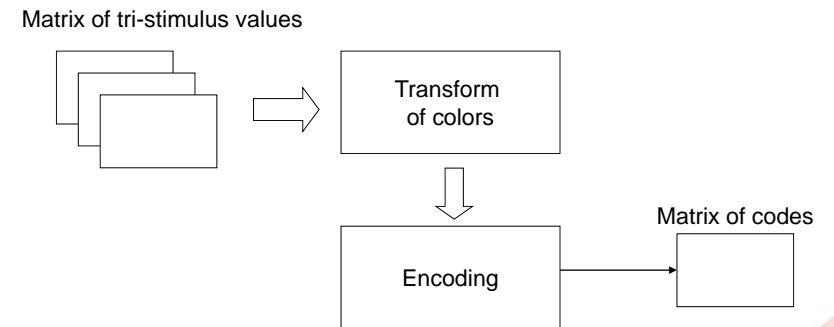 Matrix of tri-stimulus values
Transform
of colors
Matrix of codes
Encoding